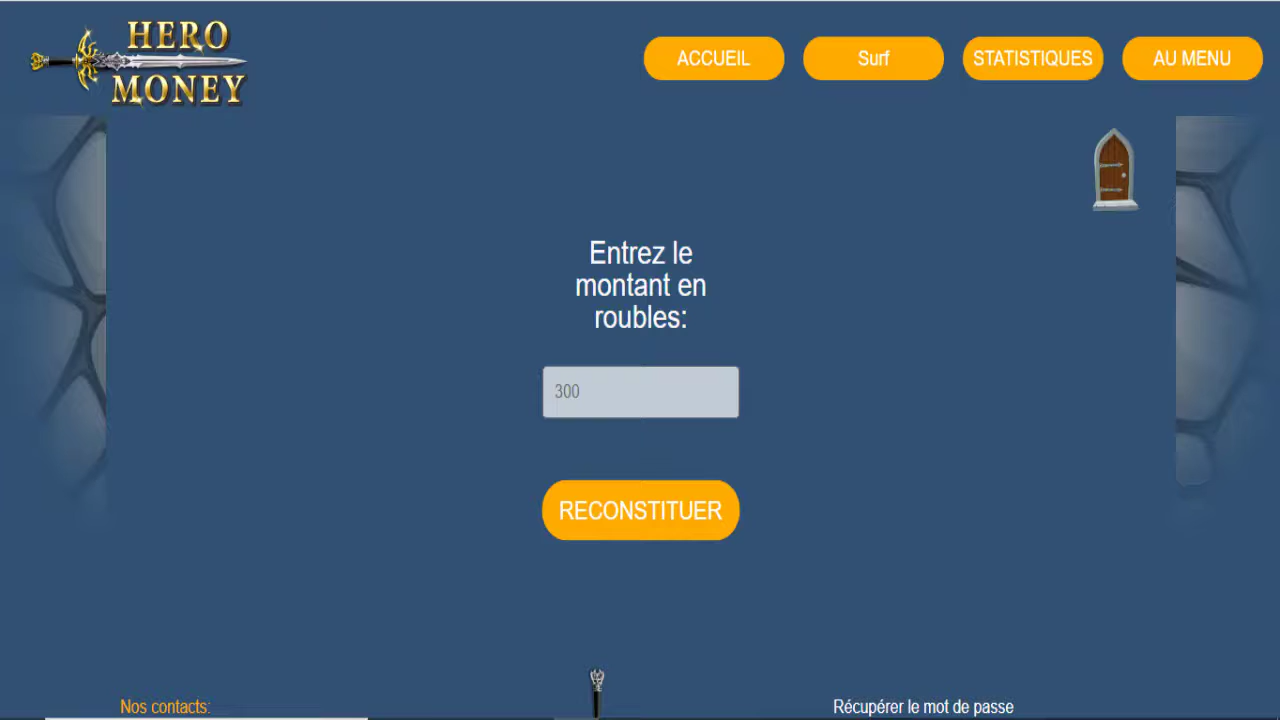 HERO
MONEY
ACCUEIL
Surf
STATISTIQUES
AU MENU
Entrez le
montant en
roubles:
300
RECONSTITUER
Nos contacts:
Récupérer le mot de passe